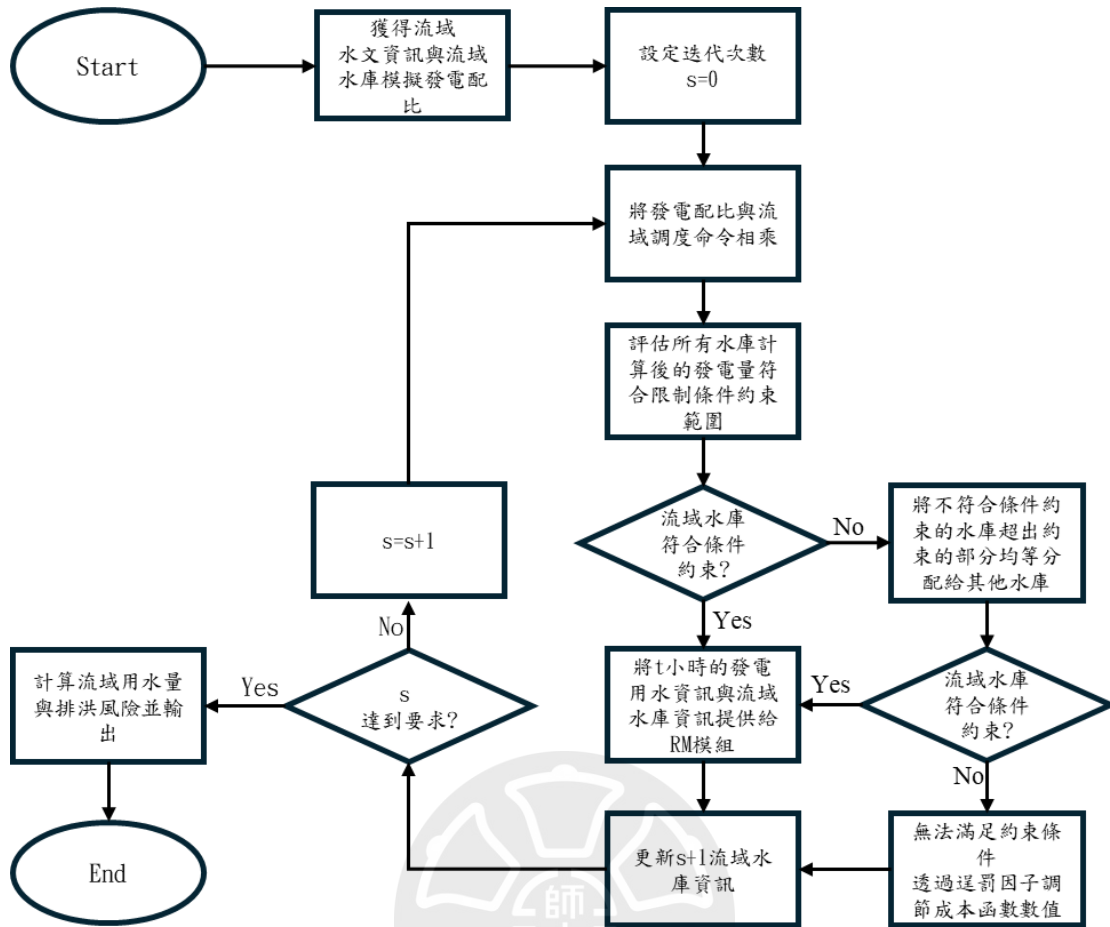 Start
獲得流域
水文資訊與流域
水庫模擬發電配
比
設定迭代次數
s=0
將發電配比與流
域調度命令相乘
評估所有水庫計
算後的發電量符
合限制條件約束
範圍
流域水庫
符合條件
約束?
No
將不符合條件約
束的水庫超出約
束的部分均等分
配給其他水庫
Yes
流域水庫
符合條件
約束?
Yes
No
將t小時的發電
用水資訊與流域
水庫資訊提供給
RM模組
無法滿足約束條
件
透過逞罰因子調
節成本函數數值
更新s+1流域水
庫資訊
s
達到要求?
No
s=s+1
Yes
計算流域用水量
與排洪風險並輸
出
End
師